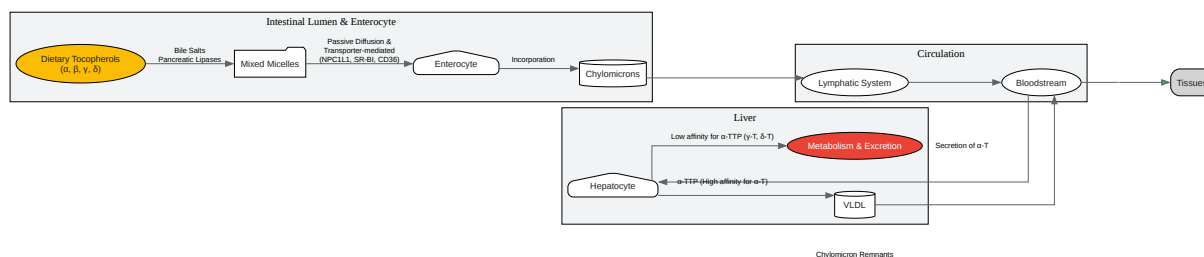 Intestinal Lumen & Enterocyte
Dietary Tocopherols
(α, β, γ, δ)
Bile Salts
Pancreatic Lipases
Mixed Micelles
Passive Diffusion &
Transporter-mediated
(NPC1L1, SR-BI, CD36)
Enterocyte
Incorporation
Chylomicrons
Circulation
Lymphatic System
Bloodstream
Tissues
Liver
Low affinity for α-TTP (γ-T, δ-T)
Metabolism & Excretion
Secretion of α-T
Hepatocyte
α-TTP (High affinity for α-T)
VLDL
Chylomicron Remnants